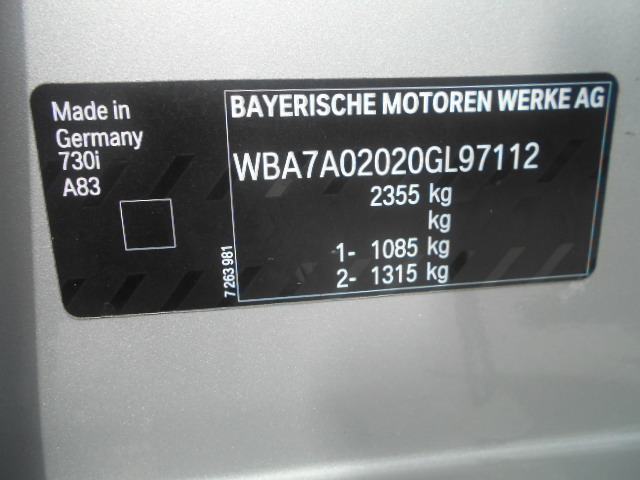 Made in
Germany
730i
A83
7 263 981
BAYERISCHE MOTOREN WERKE AG
WBA7A02020GL97112
2355 kg
kg
1- 1085 kg
2- 1315 kg